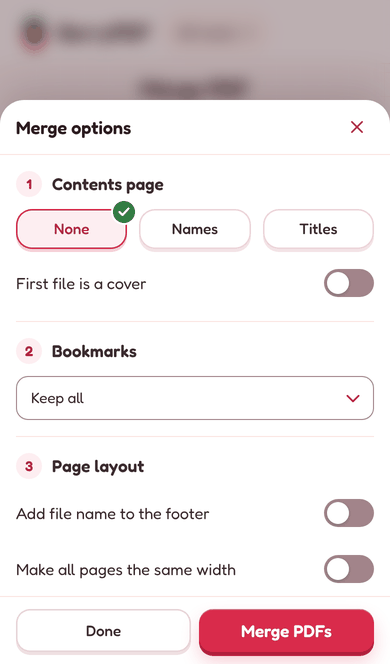 Merge options
1 Contents page
None
Names
Titles
First file is a cover
2 Bookmarks
Keep all
3 Page layout
Add file name to the footer
Make all pages the same width
Done
Merge PDFs